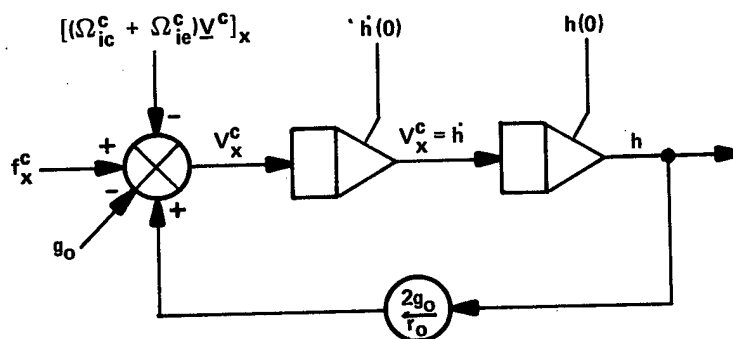 [(Ω^c_ic + Ω^c_ie)V^c]_x
ḣ(0)
h(0)
−
+
f^c_x
V^c_x
V^c_x = ḣ
h
−
+
g_o
2g_o
r_o